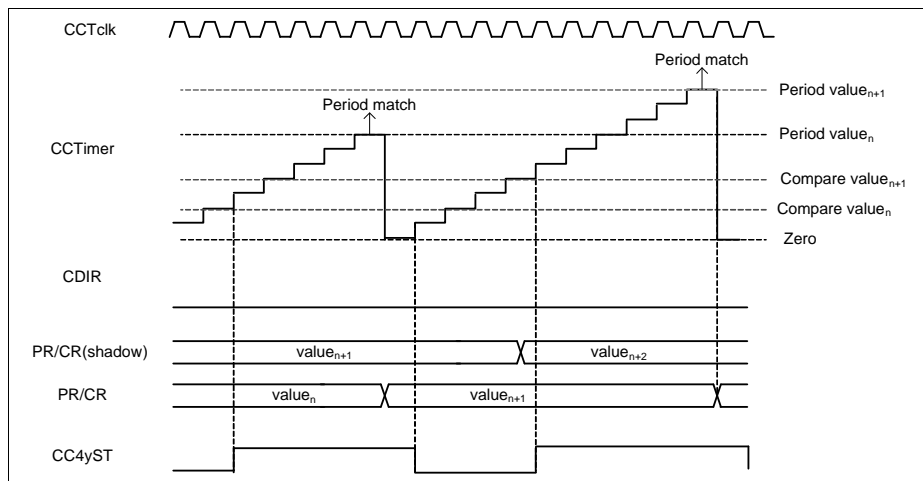 CCTclk
Period match
Period value n+1
Period match
Period value n
CCTimer
Compare value n+1
Compare value n
Zero
CDIR
PR/CR(shadow) value n+1 value n+2
PR/CR value n value n+1
CC4yST